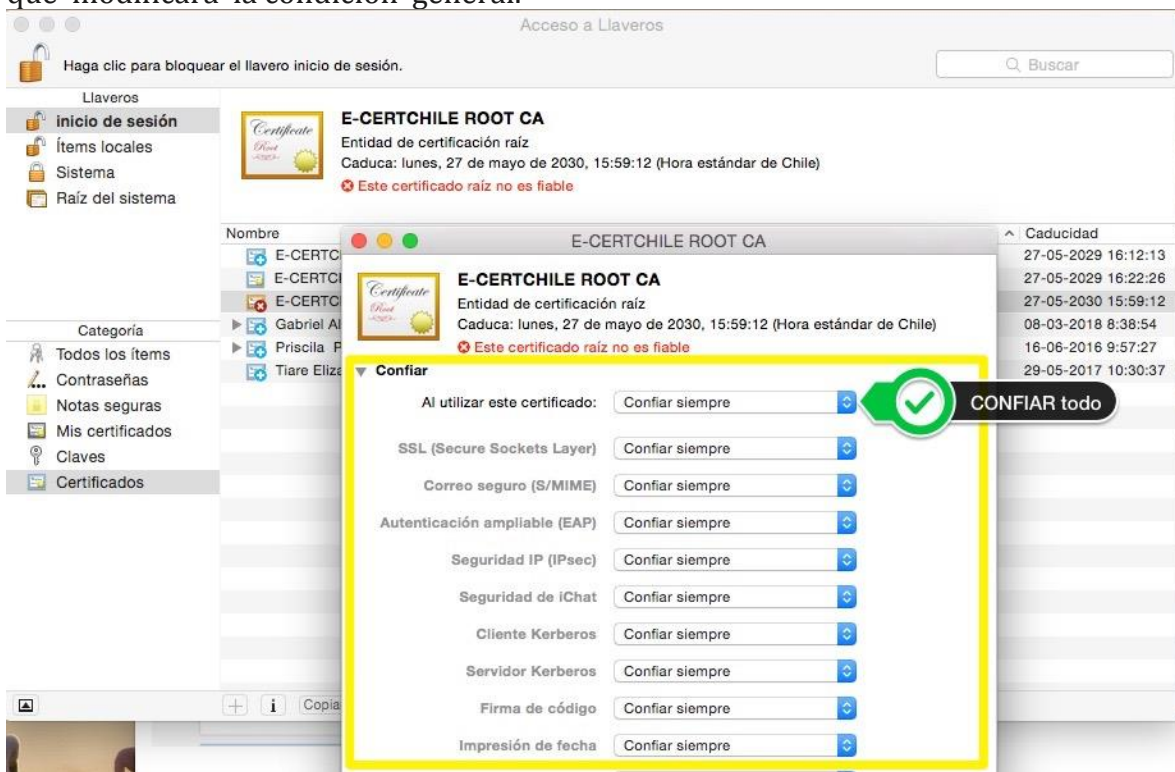 que modificará la condición general.
Acceso a Llaveros
Haga clic para bloquear el llavero inicio de sesión.
Buscar
Llaveros
inicio de sesión
Ítems locales
Sistema
Raíz del sistema
Certificate
Root
E-CERTCHILE ROOT CA
Entidad de certificación raíz
Caduca: lunes, 27 de mayo de 2030, 15:59:12 (Hora estándar de Chile)
Este certificado raíz no es fiable
Nombre
Caducidad
E-CERTC
27-05-2029 16:12:13
E-CERTC
27-05-2029 16:22:26
E-CERTC
27-05-2030 15:59:12
Gabriel Al
08-03-2018 8:38:54
Priscila P
16-06-2016 9:57:27
Tiare Eliza
29-05-2017 10:30:37
Categoría
Todos los ítems
Contraseñas
Notas seguras
Mis certificados
Claves
Certificados
Copia
E-CERTCHILE ROOT CA
Certificate
Root
E-CERTCHILE ROOT CA
Entidad de certificación raíz
Caduca: lunes, 27 de mayo de 2030, 15:59:12 (Hora estándar de Chile)
Este certificado raíz no es fiable
Confiar
Al utilizar este certificado: Confiar siempre
CONFIAR todo
SSL (Secure Sockets Layer) Confiar siempre
Correo seguro (S/MIME) Confiar siempre
Autenticación ampliable (EAP) Confiar siempre
Seguridad IP (IPsec) Confiar siempre
Seguridad de iChat Confiar siempre
Cliente Kerberos Confiar siempre
Servidor Kerberos Confiar siempre
Firma de código Confiar siempre
Impresión de fecha Confiar siempre